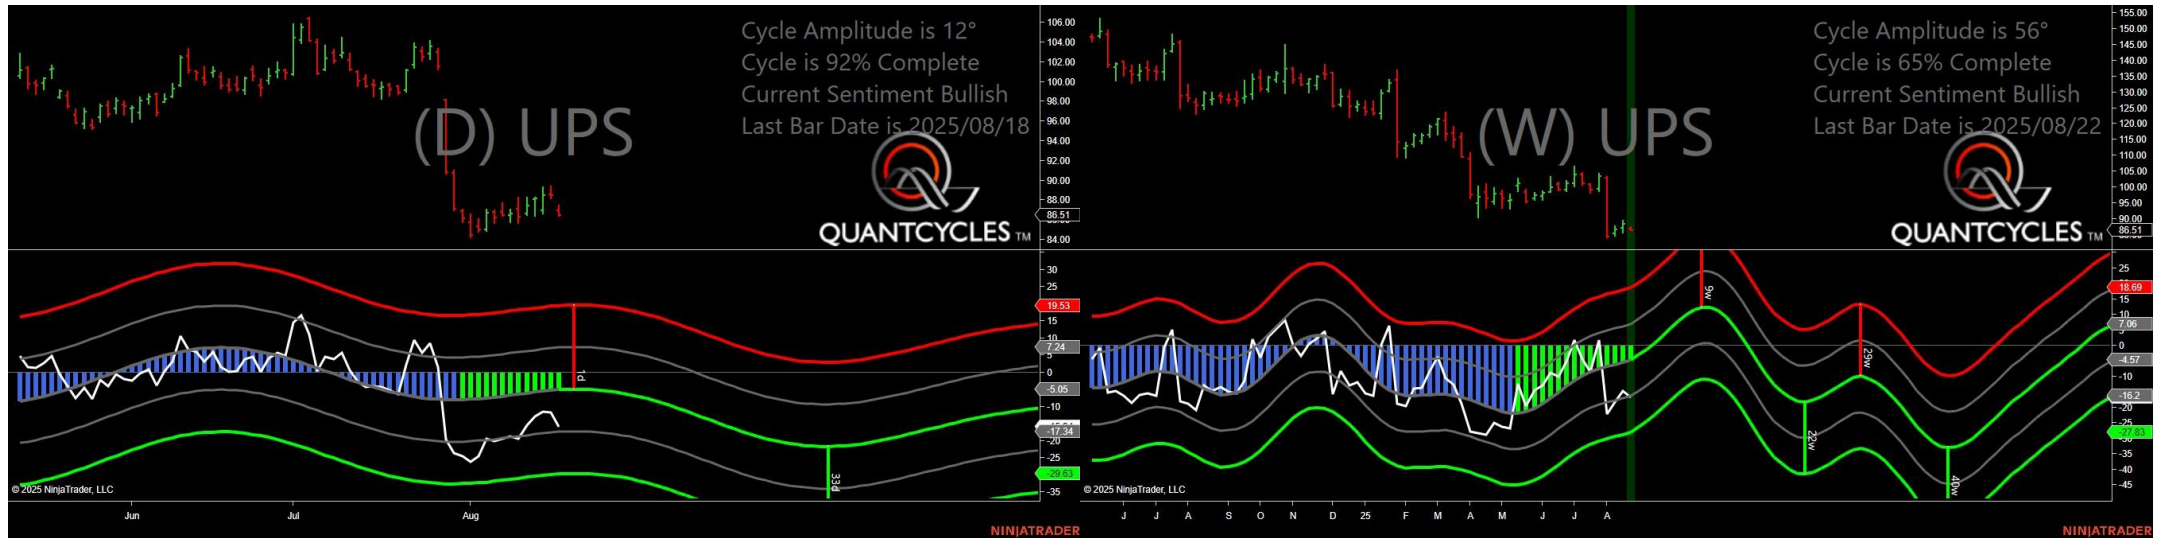 Cycle Amplitude is 12°
Cycle is 92% Complete
Current Sentiment Bullish
Last Bar Date is 2025/08/18
(D) UPS
QUANTCYCLES TM
106.00
104.00
102.00
100.00
98.00
96.00
94.00
92.00
90.00
88.00
86.51
84.00
30
25
19.53
15
10
7.24
5
0
-5.05
-10
-17.34
-20
-25
-29.63
-35
1d
33d
© 2025 NinjaTrader, LLC
Jun
Jul
Aug
NINJATRADER
Cycle Amplitude is 56°
Cycle is 65% Complete
Current Sentiment Bullish
Last Bar Date is 2025/08/22
(W) UPS
QUANTCYCLES TM
155.00
150.00
145.00
140.00
135.00
130.00
125.00
120.00
115.00
110.00
105.00
100.00
95.00
90.00
86.51
25
18.69
15
10
7.06
0
-4.57
-10
-16.2
-20
-27.83
-35
-40
-45
9w
22w
29w
40w
© 2025 NinjaTrader, LLC
J J A S O N D 25 F M A M J J A
NINJATRADER